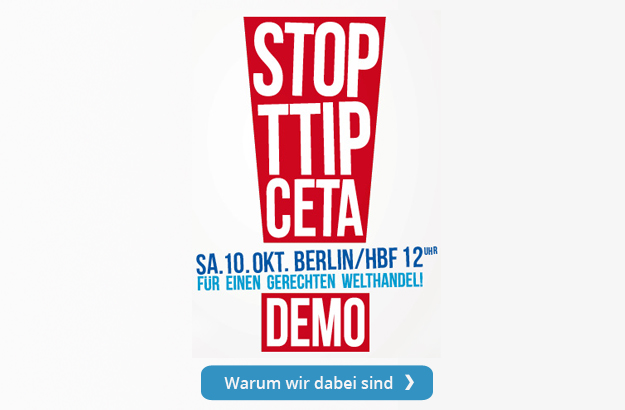 STOP
TTIP
CETA
SA.10.OKT. BERLIN/HBF 12 UHR
FÜR EINEN GERECHTEN WELTHANDEL!
DEMO
Warum wir dabei sind ❯